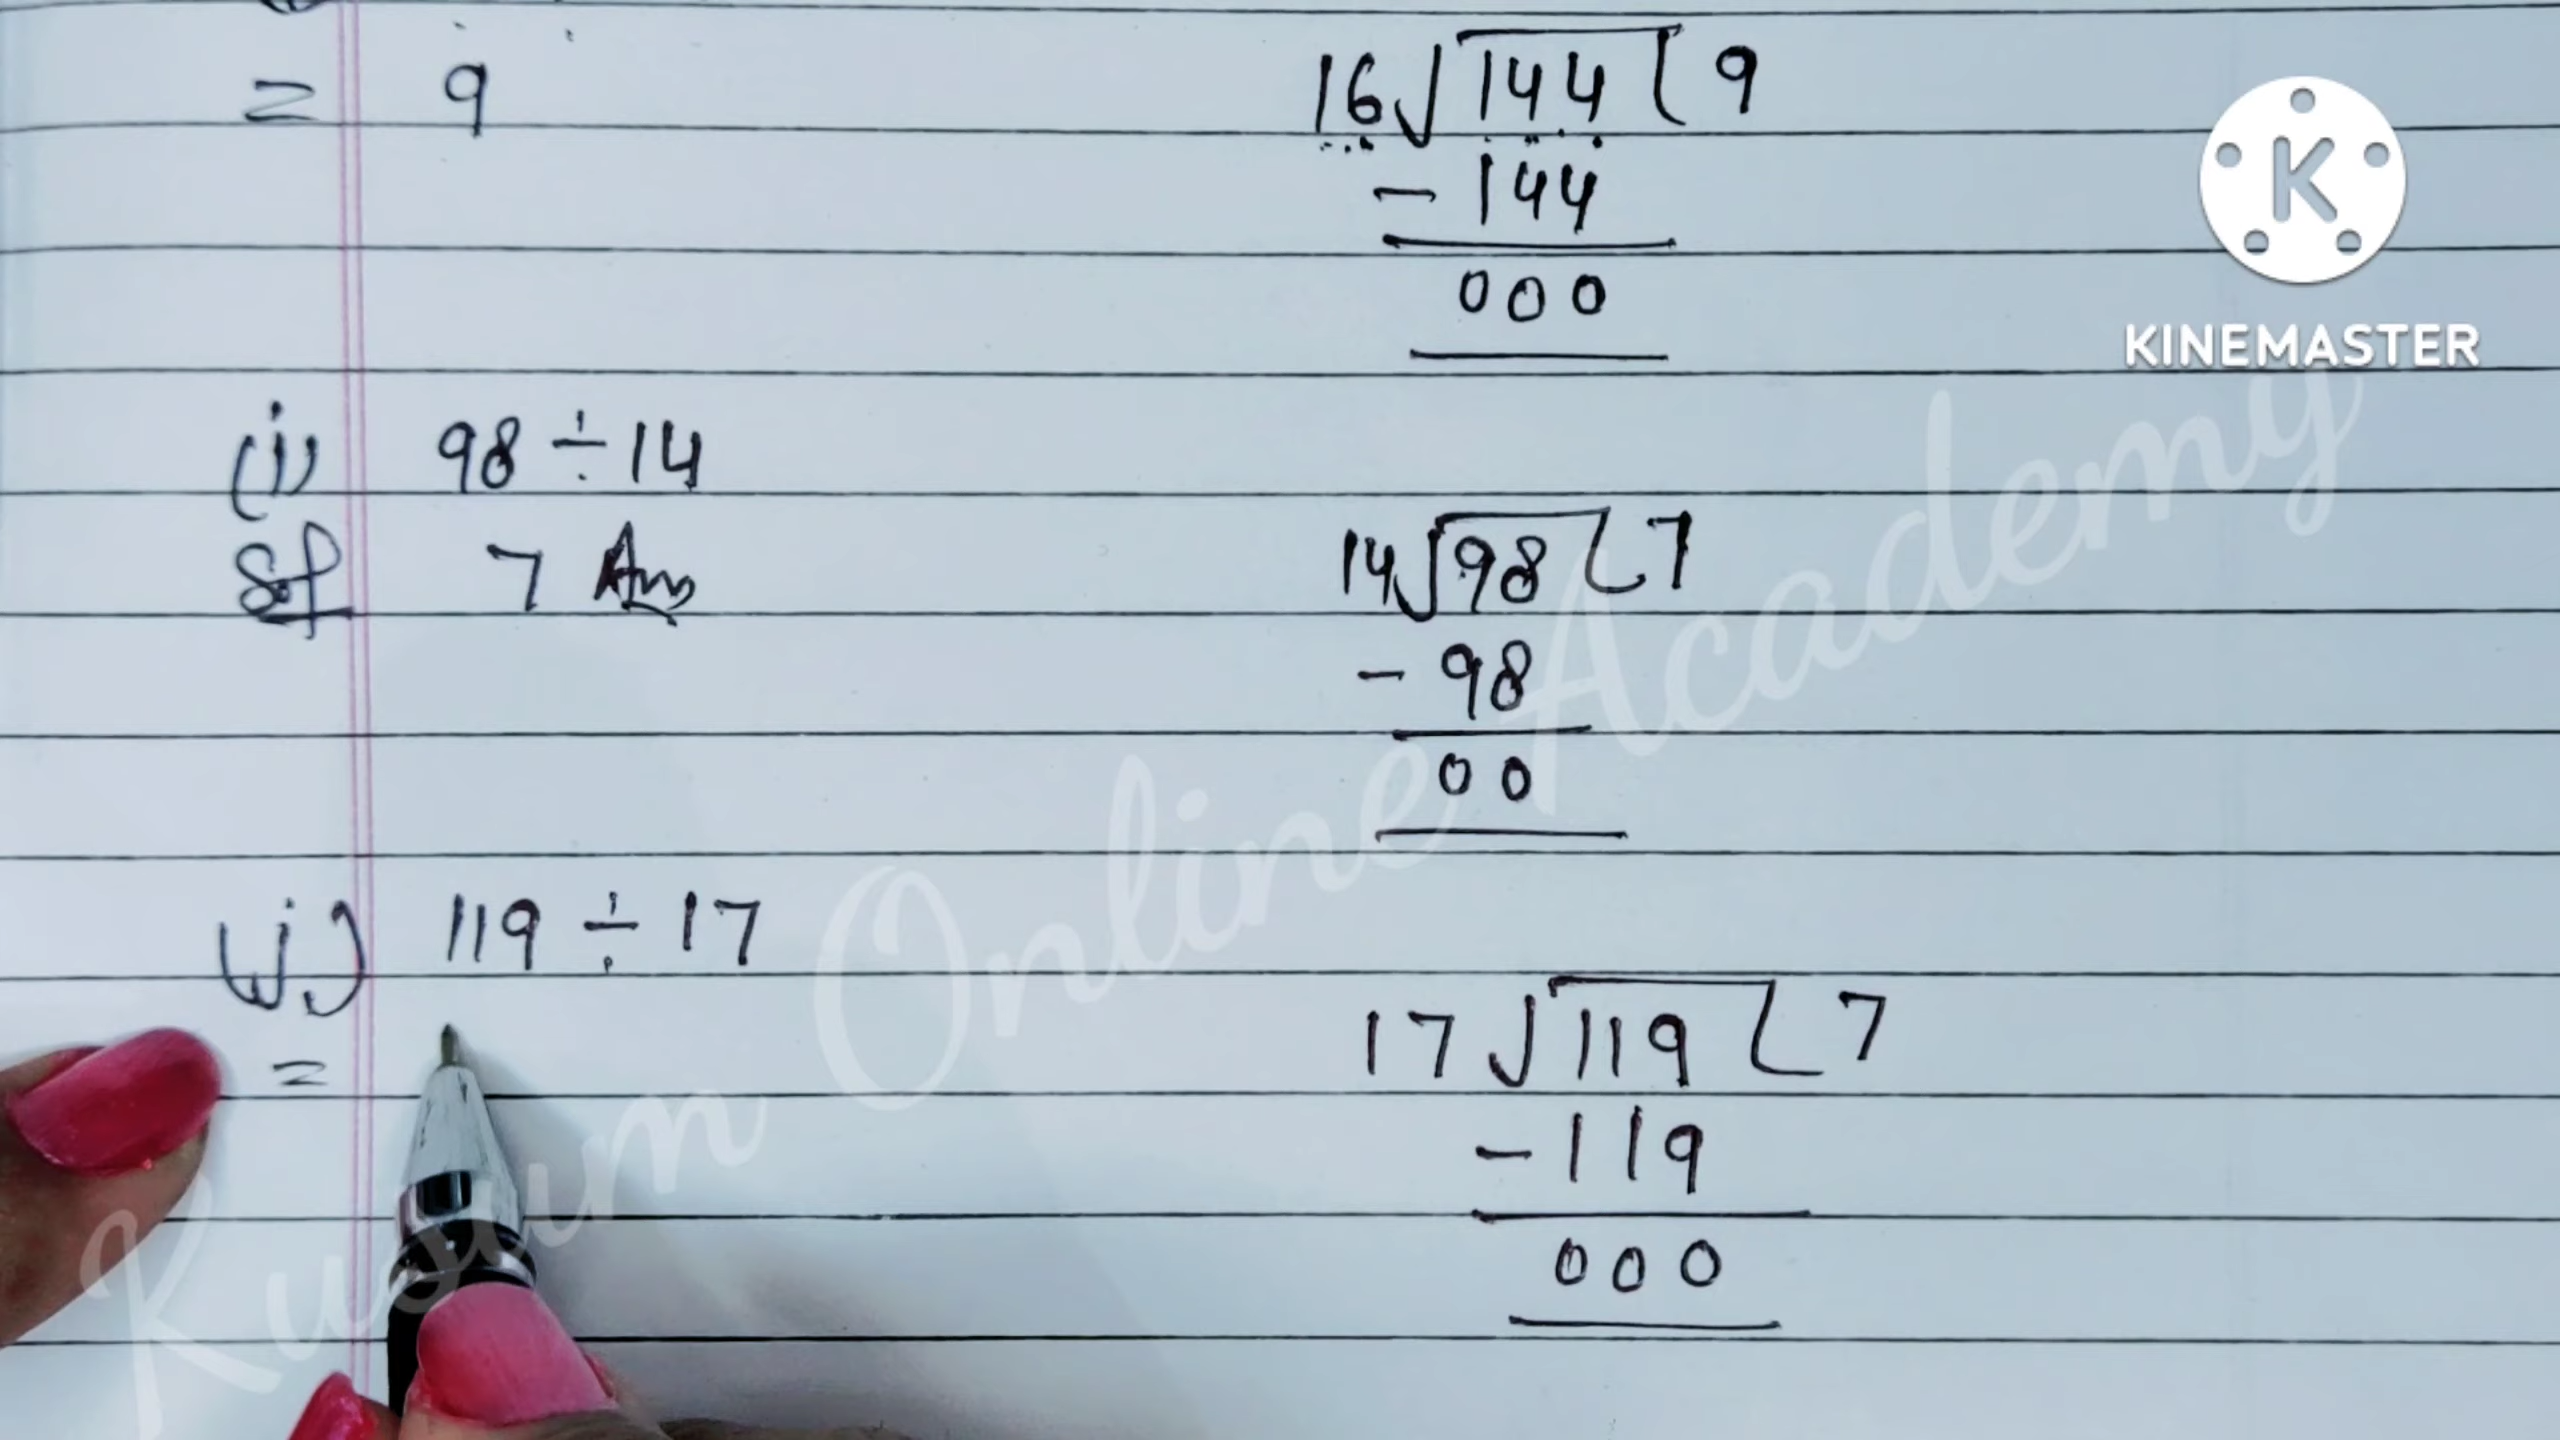 = 9
16√144 ( 9
- 144
000
K
KINEMASTER
(i) 98 ÷ 14
Sol 7 Ans
14√98 ( 7
- 98
00
(j) 119 ÷ 17
=
17√119 ( 7
- 119
000
Kusum Online Academy